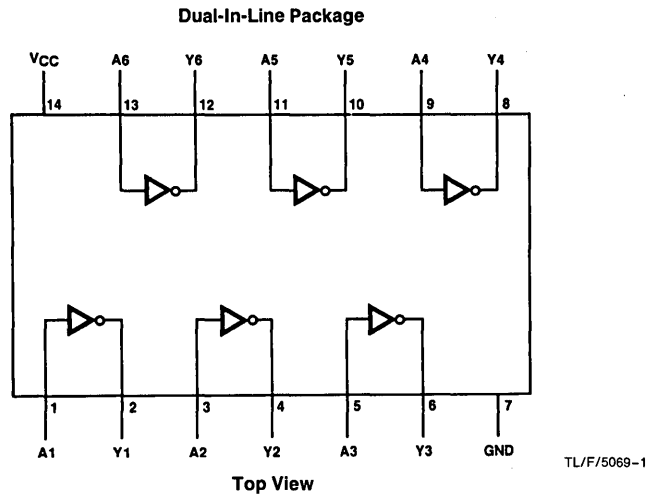 Dual-In-Line Package
VCC A6 Y6 A5 Y5 A4 Y4
14 13 12 11 10 9 8
1 2 3 4 5 6 7
A1 Y1 A2 Y2 A3 Y3 GND
TL/F/5069-1
Top View